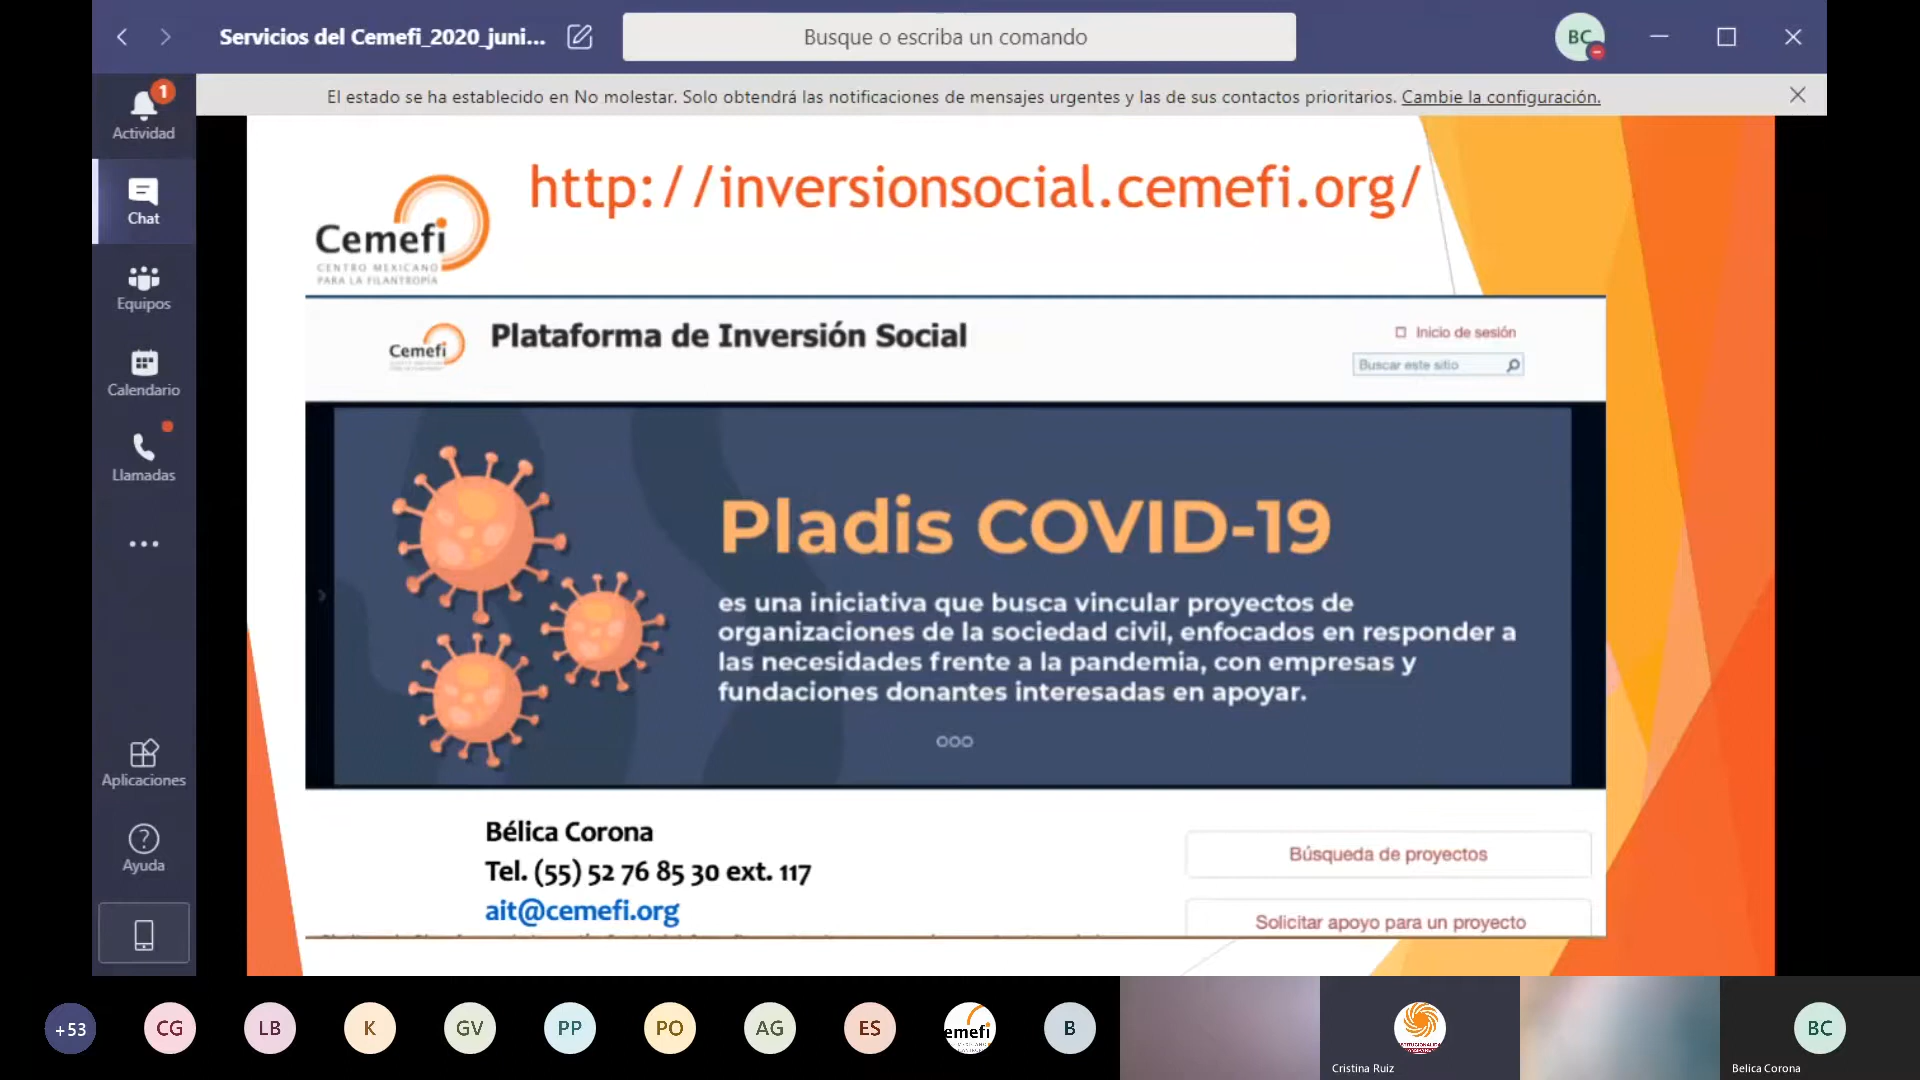 Servicios del Cemefi_2020_juni...
Busque o escriba un comando
BC
El estado se ha establecido en No molestar. Solo obtendrá las notificaciones de mensajes urgentes y las de sus contactos prioritarios. Cambie la configuración.
1
Actividad
Chat
Equipos
Calendario
Llamadas
Aplicaciones
Ayuda
http://inversionsocial.cemefi.org/
Cemefi
CENTRO MEXICANO
PARA LA FILANTROPÍA
Cemefi
Plataforma de Inversión Social
Inicio de sesión
Buscar este sitio
Pladis COVID-19
es una iniciativa que busca vincular proyectos de
organizaciones de la sociedad civil, enfocados en responder a
las necesidades frente a la pandemia, con empresas y
fundaciones donantes interesadas en apoyar.
Bélica Corona
Tel. (55) 52 76 85 30 ext. 117
ait@cemefi.org
Búsqueda de proyectos
Solicitar apoyo para un proyecto
+53
CG
LB
K
GV
PP
PO
AG
ES
emefi
B
Cristina Ruiz
BC
Belica Corona